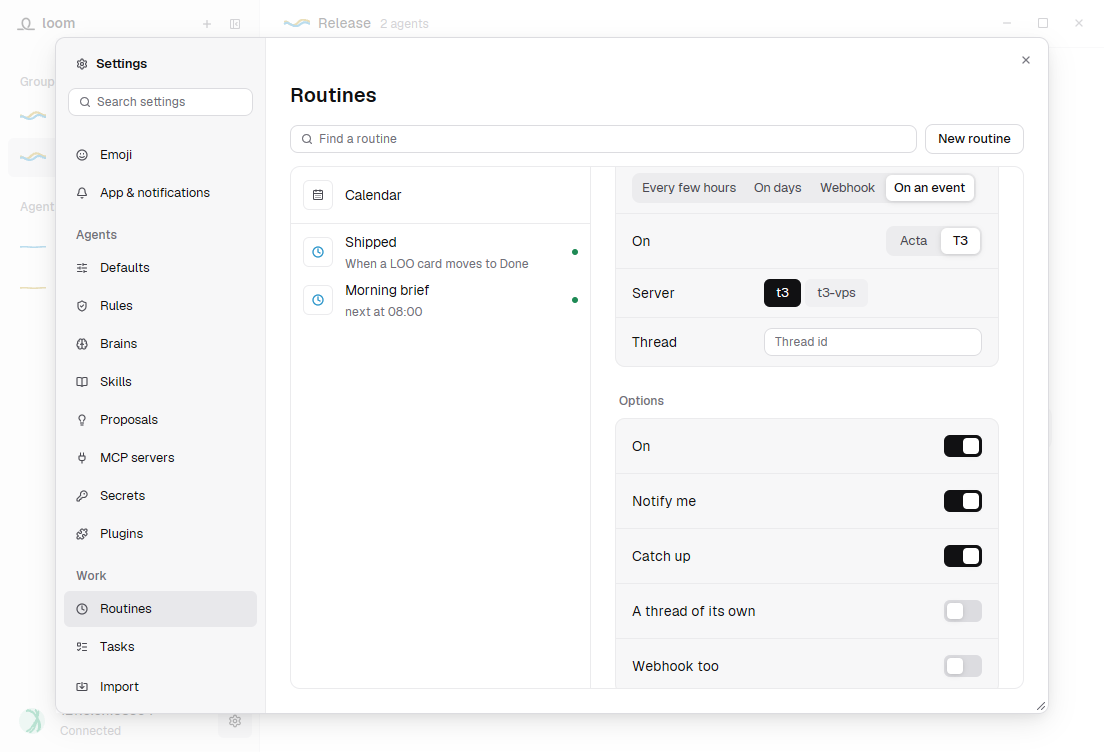 loom
Release 2 agents
Group
Agent
Connected
Settings
Search settings
Emoji
App & notifications
Agents
Defaults
Rules
Brains
Skills
Proposals
MCP servers
Secrets
Plugins
Work
Routines
Tasks
Import
Routines
Find a routine
New routine
Calendar
Shipped
When a LOO card moves to Done
Morning brief
next at 08:00
Every few hours On days Webhook On an event
On Acta T3
Server t3 t3-vps
Thread Thread id
Options
On
Notify me
Catch up
A thread of its own
Webhook too